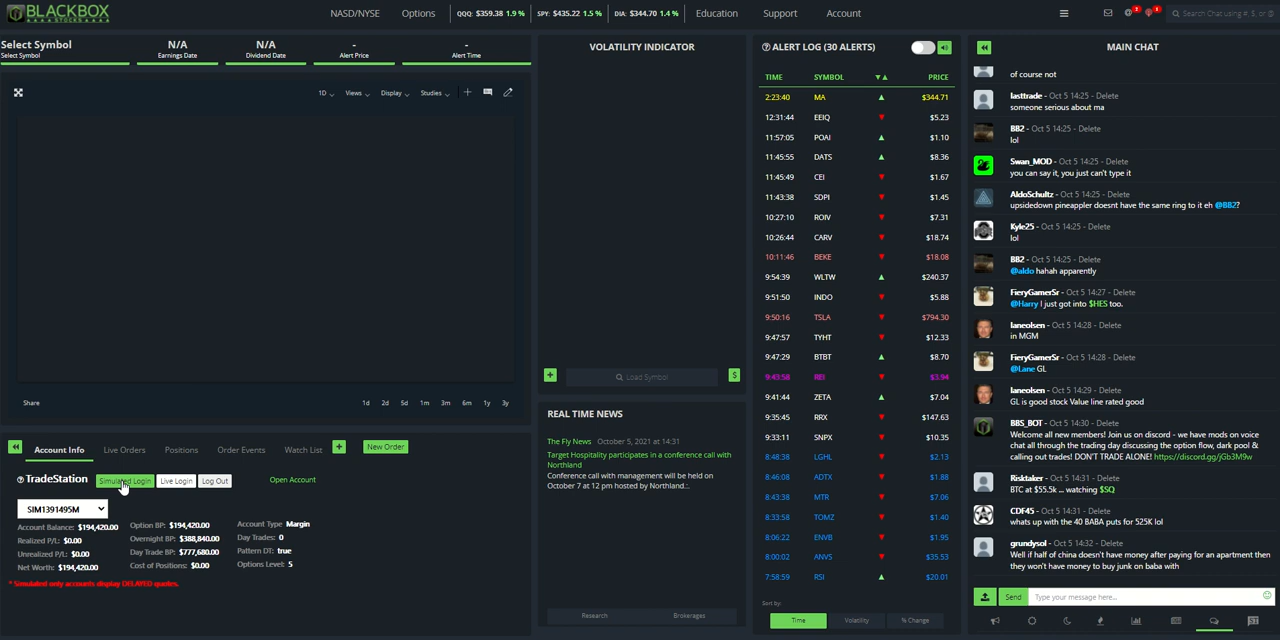 BLACKBOX
STOCKS
NASD/NYSE
Options
QQQ: $359.38 1.9 %
SPY: $435.22 1.5 %
DIA: $344.70 1.4 %
Education
Support
Account
Search Chat using #, $, or @
Select Symbol
Select Symbol
N/A
Earnings Date
N/A
Dividend Date
-
Alert Price
-
Alert Time
1D
Views
Display
Studies
Share
1d 2d 5d 1m 3m 6m 1y 3y
Account Info
Live Orders
Positions
Order Events
Watch List
New Order
TradeStation
Simulated Login
Live Login
Log Out
Open Account
SIM1391495M
Account Balance: $194,420.00
Realized P/L: $0.00
Unrealized P/L: $0.00
Net Worth: $194,420.00
Option BP: $194,420.00
Overnight BP: $388,840.00
Day Trade BP: $777,680.00
Cost of Positions: $0.00
Account Type Margin
Day Trades: 0
Pattern DT: true
Options Level: 5
* Simulated only accounts display DELAYED quotes.
VOLATILITY INDICATOR
Load Symbol
$
REAL TIME NEWS
The Fly News October 5, 2021 at 14:31
Target Hospitality participates in a conference call with
Northland
Conference call with management will be held on
October 7 at 12 pm hosted by Northland.:.
Research
Brokerages
ALERT LOG (30 ALERTS)
TIME SYMBOL ▼▲ PRICE
2:23:40 MA ▲ $344.71
12:31:44 EEIQ ▼ $5.23
11:57:05 POAI ▲ $1.10
11:45:55 DATS ▲ $8.36
11:45:49 CEI ▼ $1.67
11:43:38 SDPI ▼ $1.45
10:27:10 ROIV ▼ $7.31
10:26:44 CARV ▼ $18.74
10:11:46 BEKE ▼ $18.08
9:54:39 WLTW ▲ $240.37
9:51:50 INDO ▼ $5.88
9:50:16 TSLA ▼ $794.30
9:47:57 TYHT ▼ $12.33
9:47:29 BTBT ▲ $8.70
9:43:58 REI ▼ $3.94
9:41:44 ZETA ▲ $7.04
9:35:45 RRX ▼ $147.63
9:33:11 SNPX ▼ $10.35
8:48:38 LGHL ▼ $2.13
8:46:08 ADTX ▼ $1.88
8:43:38 MTR ▼ $7.06
8:33:58 TOMZ ▼ $1.40
8:06:22 ENVB ▼ $1.95
8:00:02 ANVS ▼ $35.53
7:58:59 RSI ▲ $20.01
Sort by:
Time
Volatility
% Change
MAIN CHAT
of course not
lasttrade - Oct 5 14:25 - Delete
someone serious about ma
BB2 - Oct 5 14:25 - Delete
lol
Swan_MOD - Oct 5 14:25 - Delete
you can say it, you just can't type it
AldoSchultz - Oct 5 14:25 - Delete
upsidedown pineappler doesnt have the same ring to it eh @BB2?
Kyle25 - Oct 5 14:25 - Delete
lol
BB2 - Oct 5 14:25 - Delete
@aldo hahah apparently
FieryGamerSr - Oct 5 14:27 - Delete
@Harry I just got into $HES too.
laneolsen - Oct 5 14:28 - Delete
in MGM
FieryGamerSr - Oct 5 14:28 - Delete
@Lane GL
laneolsen - Oct 5 14:29 - Delete
GL is good stock Value line rated good
BBS_BOT - Oct 5 14:30 - Delete
Welcome all new members! Join us on discord - we have mods on voice
chat all through the trading day discussing the option flow, dark pool &
calling out trades! DON'T TRADE ALONE! https://discord.gg/jGb3M9w
Risktaker - Oct 5 14:31 - Delete
BTC at $55.5k ... watching $SQ
CDF45 - Oct 5 14:31 - Delete
whats up with the 40 BABA puts for 525K lol
grundysol - Oct 5 14:32 - Delete
Well if half of china doesn't have money after paying for an apartment then
they won't have money to buy junk on baba with
Send
Type your message here...